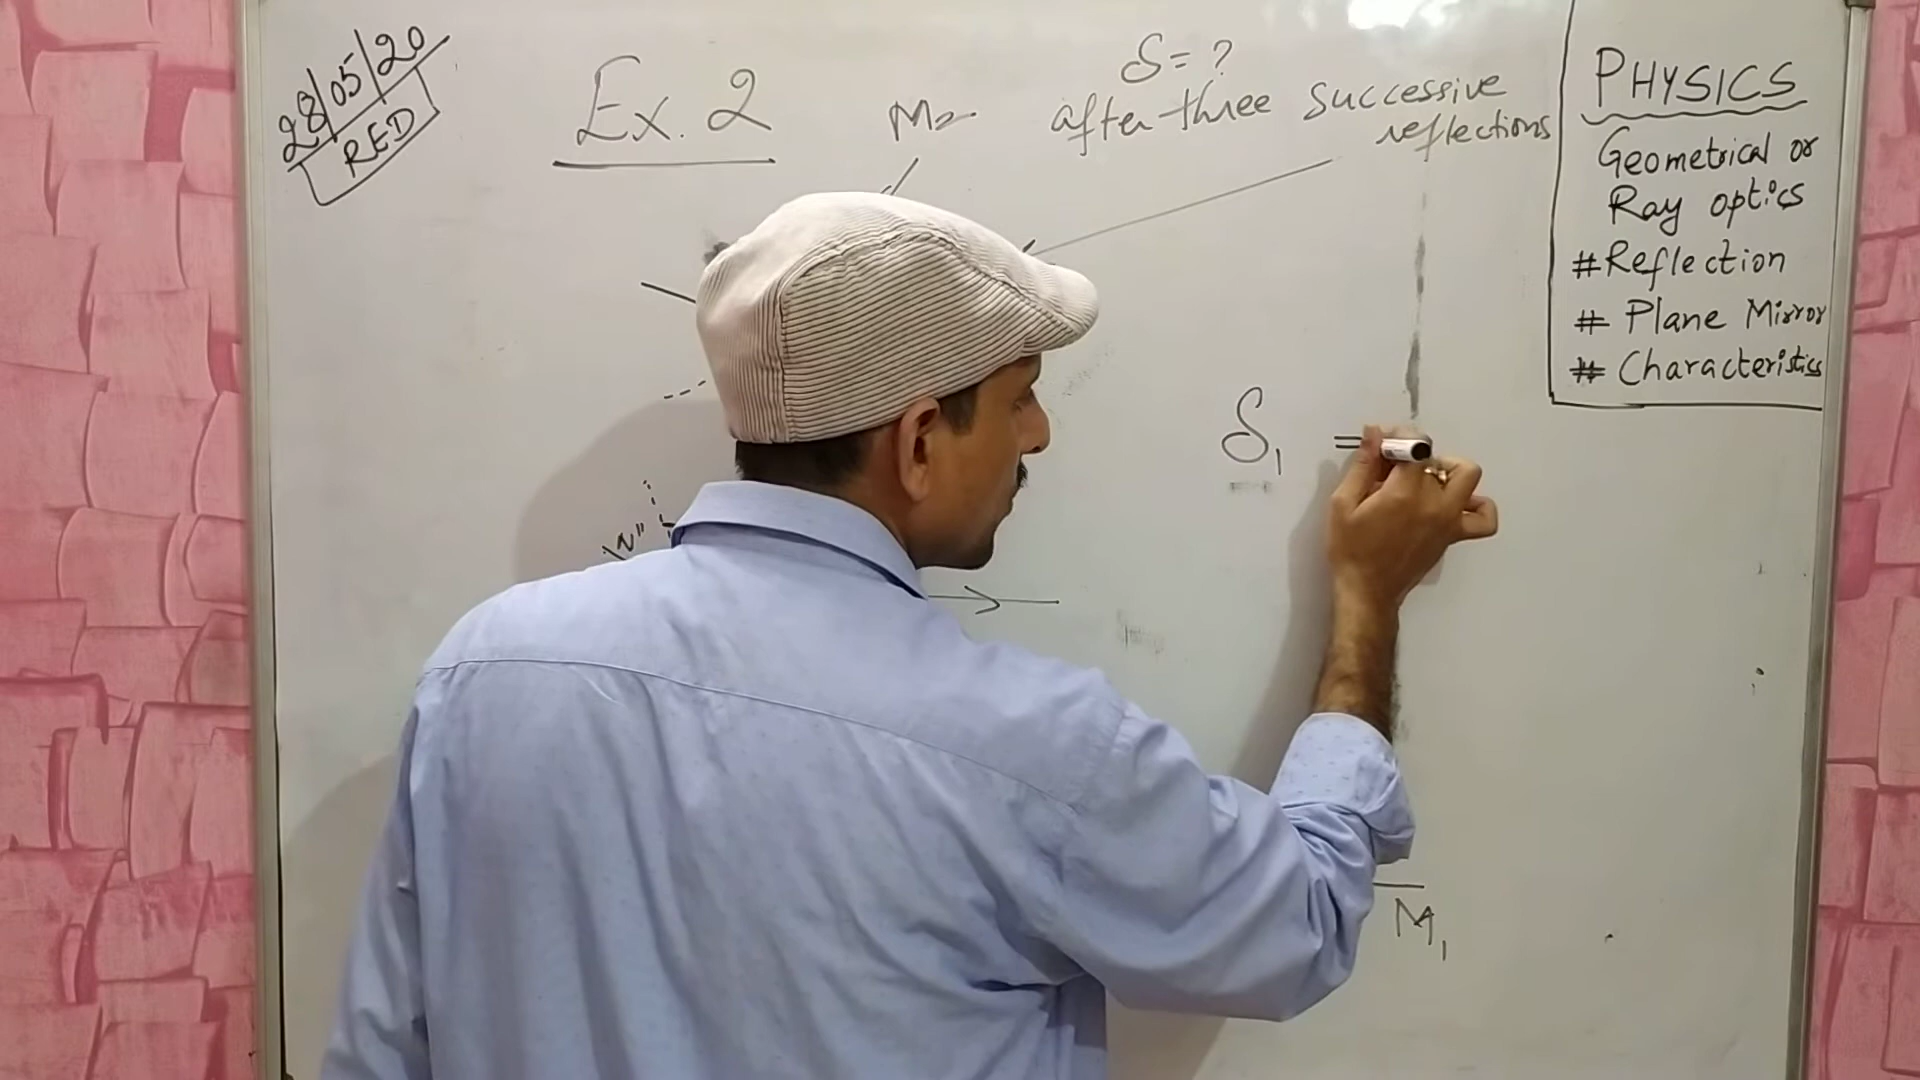 28/05/20
RED
Ex. 2
M2
δ = ?
after three successive
reflections
PHYSICS
Geometrical or
Ray optics
# Reflection
# Plane Mirror
# Characteristics
δ1 =
M1